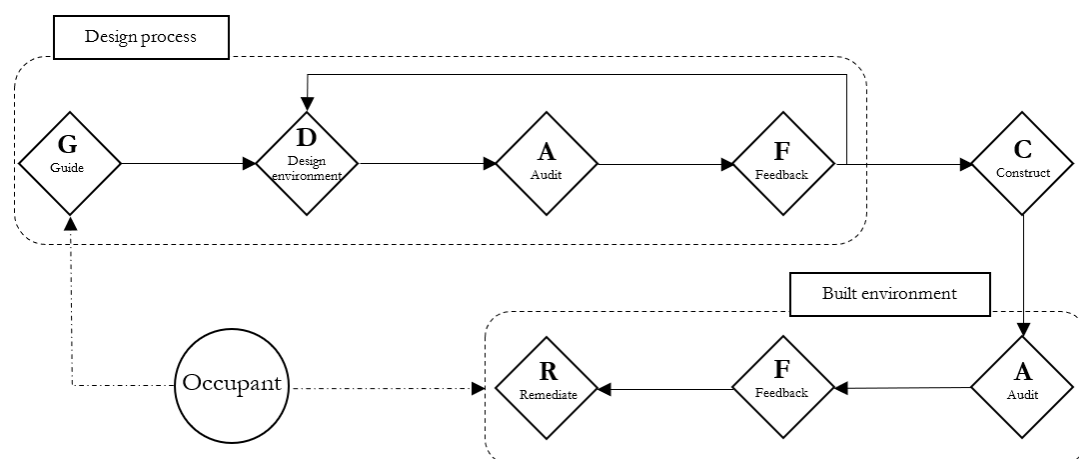 Design process
G
Guide
D
Design
environment
A
Audit
F
Feedback
C
Construct
Built environment
Occupant
R
Remediate
F
Feedback
A
Audit